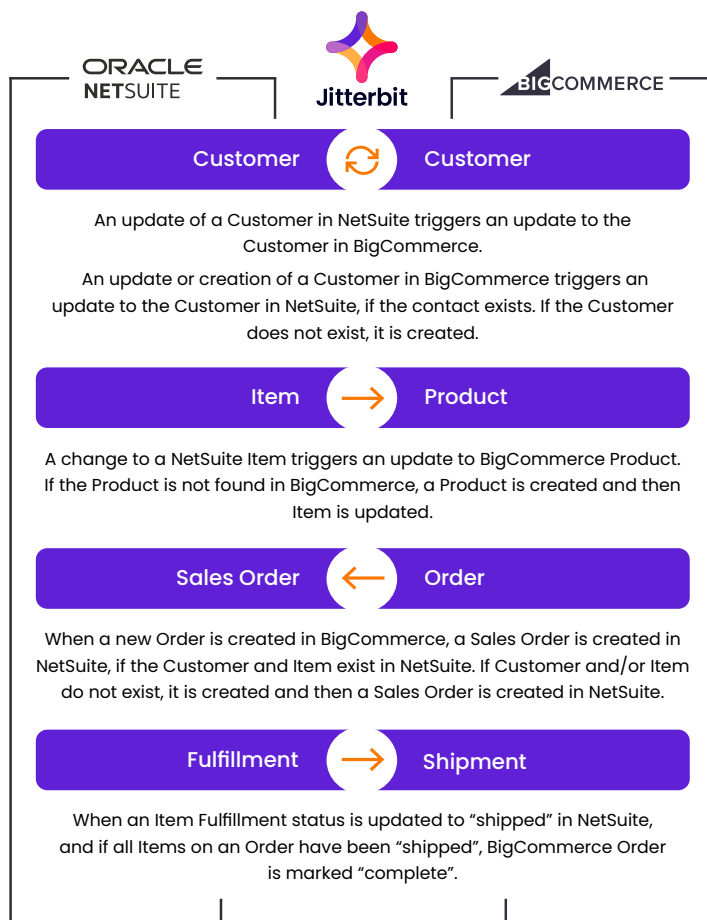 ORACLE
NETSUITE
Jitterbit
BIGCOMMERCE
Customer Customer
An update of a Customer in NetSuite triggers an update to the
Customer in BigCommerce.
An update or creation of a Customer in BigCommerce triggers an
update to the Customer in NetSuite, if the contact exists. If the Customer
does not exist, it is created.
Item Product
A change to a NetSuite Item triggers an update to BigCommerce Product.
If the Product is not found in BigCommerce, a Product is created and then
Item is updated.
Sales Order Order
When a new Order is created in BigCommerce, a Sales Order is created in
NetSuite, if the Customer and Item exist in NetSuite. If Customer and/or Item
do not exist, it is created and then a Sales Order is created in NetSuite.
Fulfillment Shipment
When an Item Fulfillment status is updated to “shipped” in NetSuite,
and if all Items on an Order have been “shipped”, BigCommerce Order
is marked “complete”.